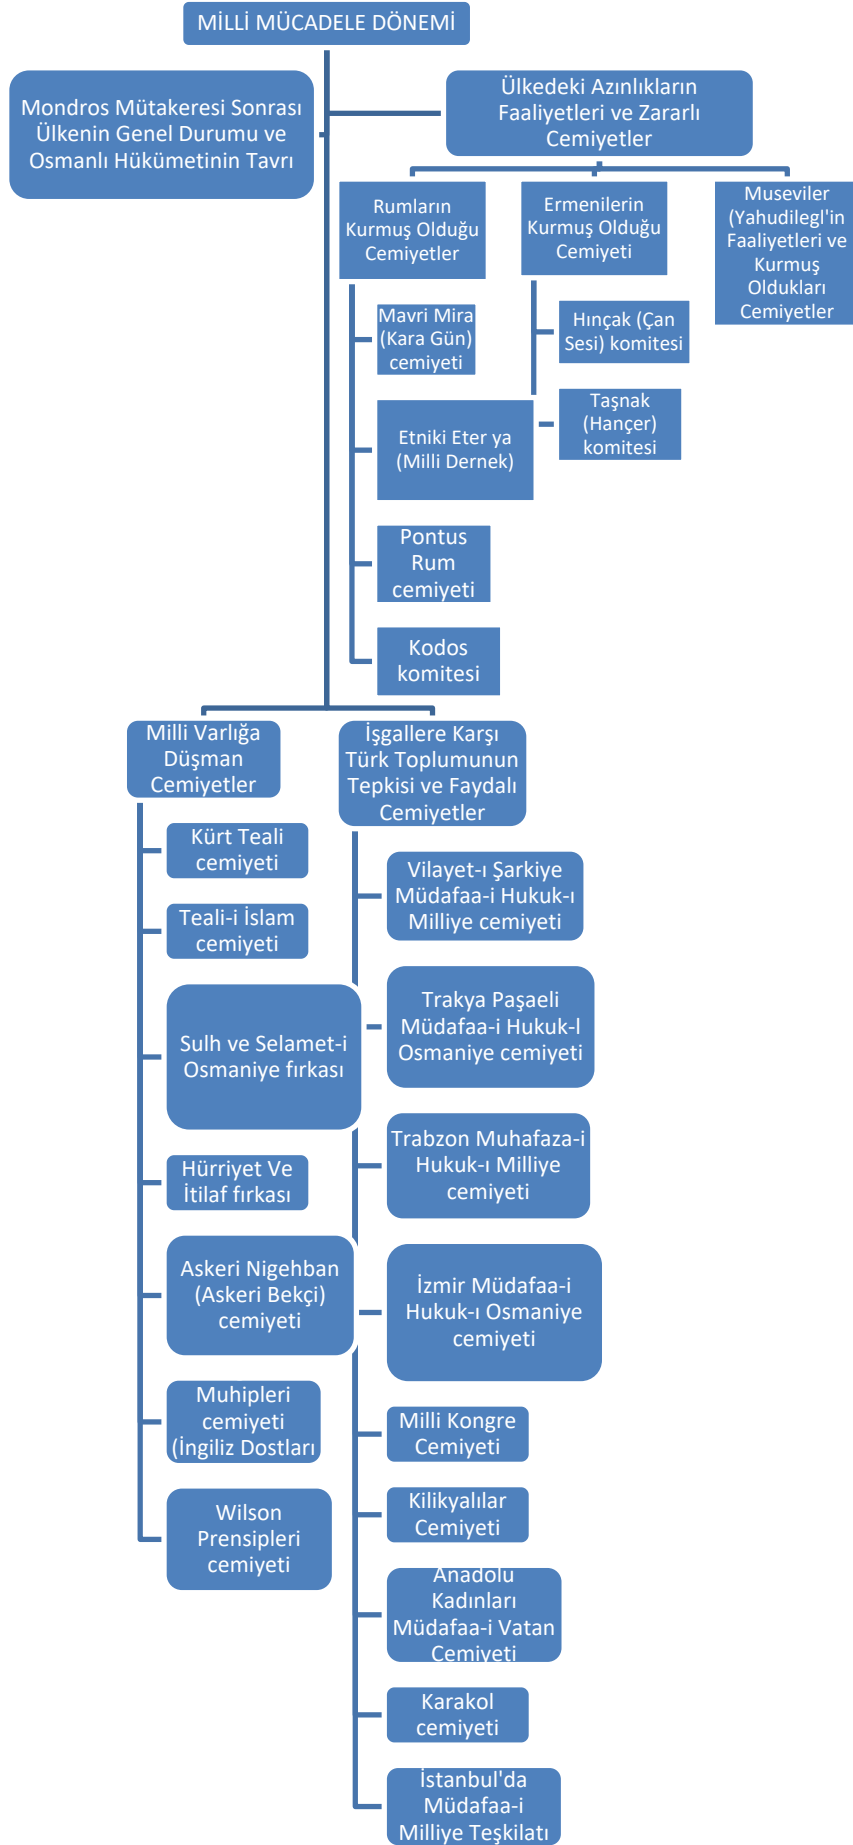 MİLLİ MÜCADELE DÖNEMİ
Mondros Mütakeresi Sonrası
Ülkenin Genel Durumu ve
Osmanlı Hükümetinin Tavrı
Ülkedeki Azınlıkların
Faaliyetleri ve Zararlı
Cemiyetler
Rumların
Kurmuş Olduğu
Cemiyetler
Mavri Mira
(Kara Gün)
cemiyeti
Etniki Eter ya
(Milli Dernek)
Pontus
Rum
cemiyeti
Kodos
komitesi
Ermenilerin
Kurmuş Olduğu
Cemiyeti
Hınçak (Çan
Sesi) komitesi
Taşnak
(Hançer)
komitesi
Museviler
(Yahudilegl'in
Faaliyetleri ve
Kurmuş
Oldukları
Cemiyetler
Milli Varlığa
Düşman
Cemiyetler
Kürt Teali
cemiyeti
Teali-i İslam
cemiyeti
Sulh ve Selamet-i
Osmaniye fırkası
Hürriyet Ve
İtilaf fırkası
Askeri Nigehban
(Askeri Bekçi)
cemiyeti
Muhipleri
cemiyeti
(İngiliz Dostları
Wilson
Prensipleri
cemiyeti
İşgallere Karşı
Türk Toplumunun
Tepkisi ve Faydalı
Cemiyetler
Vilayet-ı Şarkiye
Müdafaa-i Hukuk-ı
Milliye cemiyeti
Trakya Paşaeli
Müdafaa-i Hukuk-l
Osmaniye cemiyeti
Trabzon Muhafaza-i
Hukuk-ı Milliye
cemiyeti
İzmir Müdafaa-i
Hukuk-ı Osmaniye
cemiyeti
Milli Kongre
Cemiyeti
Kilikyalılar
Cemiyeti
Anadolu
Kadınları
Müdafaa-i Vatan
Cemiyeti
Karakol
cemiyeti
İstanbul'da
Müdafaa-i
Milliye Teşkilatı